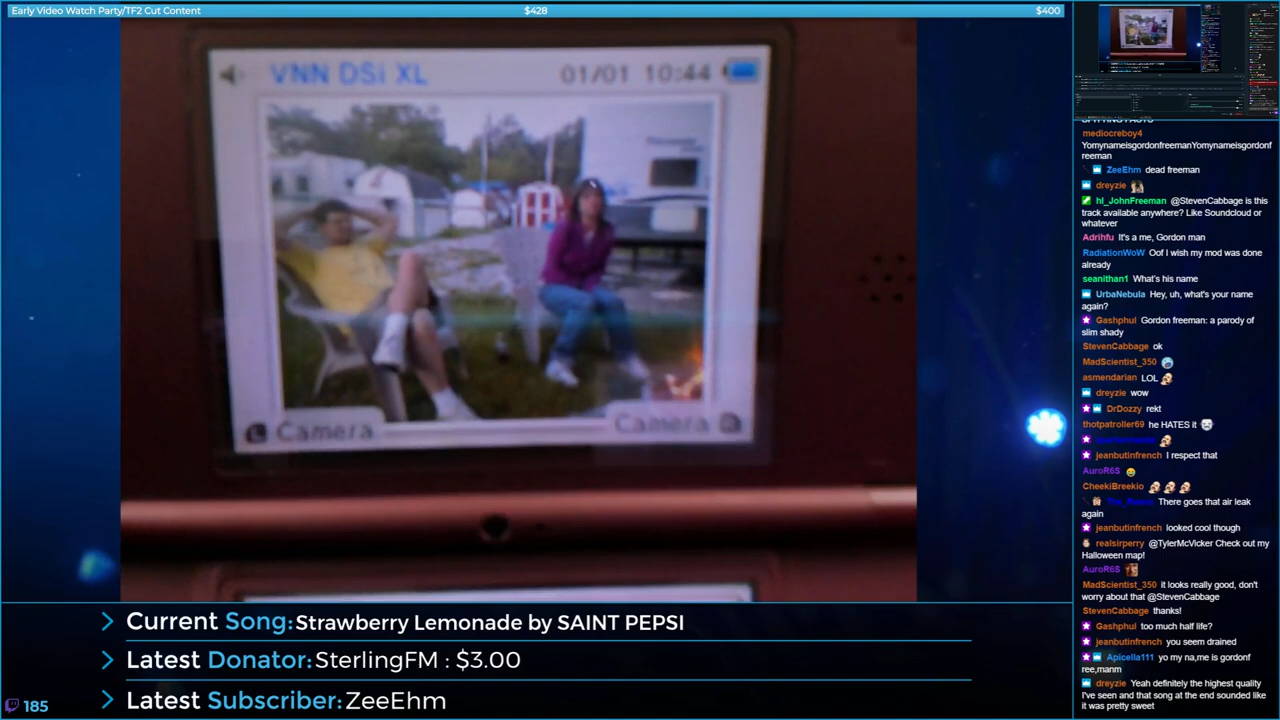 Early Video Watch Party/TF2 Cut Content
$428
$400
VNN DSi
01/01
Camera
Camera
mediocreboy4
YomynameisgordonfreemanYomynameisgordonf
reeman
ZeeEhm dead freeman
dreyzie
hl_JohnFreeman @StevenCabbage is this
track available anywhere? Like Soundcloud or
whatever
Adrihfu It's a me, Gordon man
RadiationWoW Oof I wish my mod was done
already
seanithan1 What's his name
UrbaNebula Hey, uh, what's your name
again?
Gashphul Gordon freeman: a parody of
slim shady
StevenCabbage ok
MadScientist_350
asmendarian LOL
dreyzie wow
DrDozzy rekt
thotpatroller69 he HATES it
jeanbutinfrench I respect that
AuroR6S
CheekiBreekio
There goes that air leak
again
jeanbutinfrench looked cool though
realsirperry @TylerMcVicker Check out my
Halloween map!
AuroR6S
MadScientist_350 it looks really good, don't
worry about that @StevenCabbage
StevenCabbage thanks!
Gashphul too much half life?
jeanbutinfrench you seem drained
Apicella111 yo my na,me is gordonf
ree,manm
dreyzie Yeah definitely the highest quality
I've seen and that song at the end sounded like
it was pretty sweet
Current Song: Strawberry Lemonade by SAINT PEPSI
Latest Donator: SterlingFM : $3.00
Latest Subscriber: ZeeEhm
185